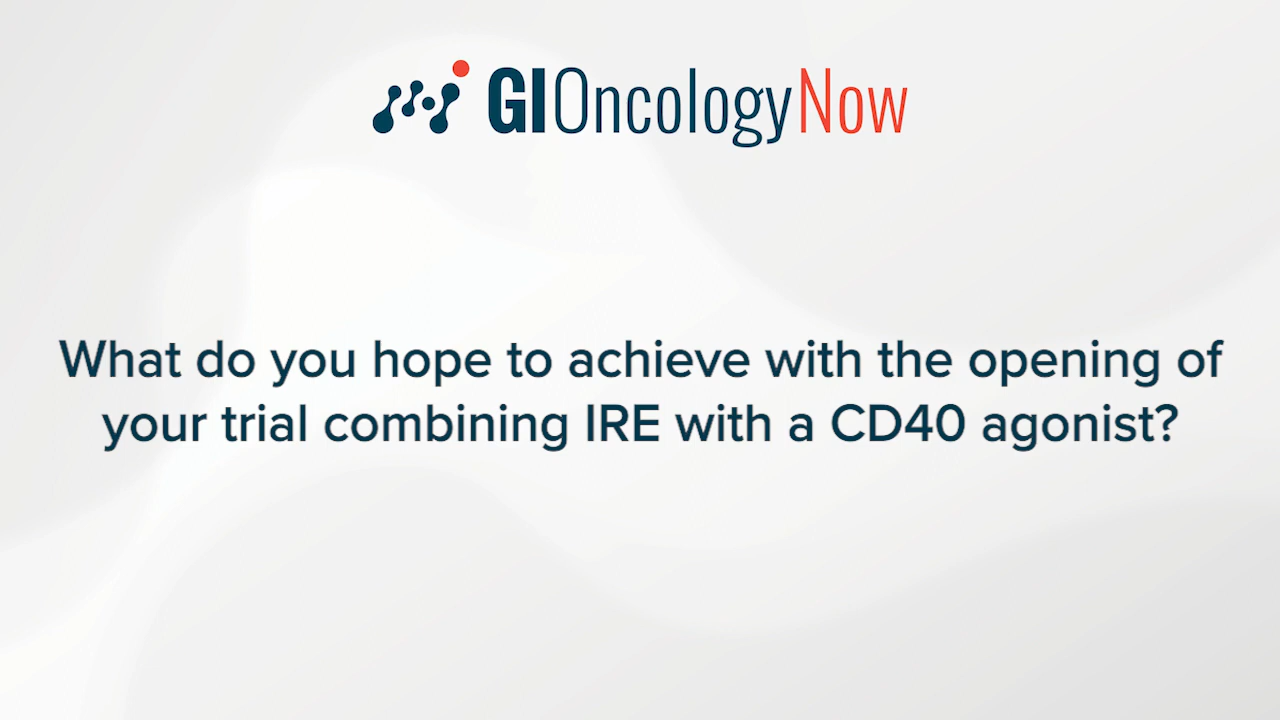 GIOncologyNow
What do you hope to achieve with the opening of
your trial combining IRE with a CD40 agonist?